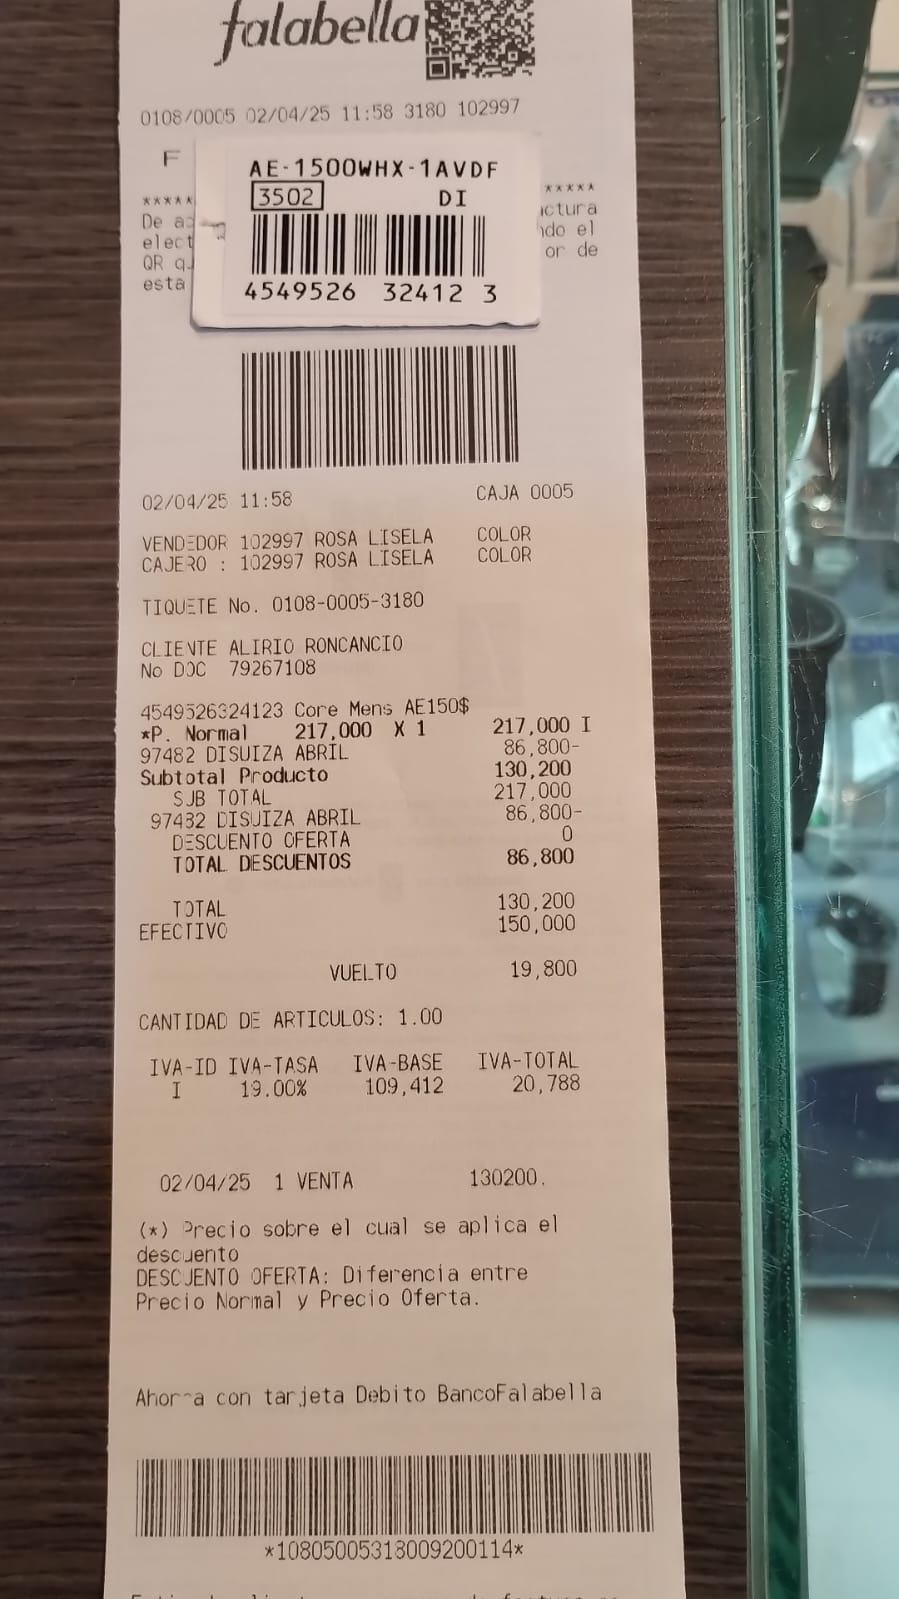 falabella
0108/0005 02/04/25 11:58 3180 102997
F
AE-1500WHX-1AVDF
3502 DI
4549526 32412 3
***** *****
De
elect ndo el
QR or de
esta
02/04/25 11:58 CAJA 0005
VENDEDOR 102997 ROSA LISELA COLOR
CAJERO : 102997 ROSA LISELA COLOR
TIQUETE No. 0108-0005-3180
CLIENTE ALIRIO RONCANCIO
No DOC 79267108
4549526324123 Core Mens AE150$
*P. Normal 217,000 X 1 217,000 I
97482 DISUIZA ABRIL 86,800-
Subtotal Producto 130,200
SUB TOTAL 217,000
97482 DISUIZA ABRIL 86,800-
DESCUENTO OFERTA 0
TOTAL DESCUENTOS 86,800
TOTAL 130,200
EFECTIVO 150,000
VUELTO 19,800
CANTIDAD DE ARTICULOS: 1.00
IVA-ID IVA-TASA IVA-BASE IVA-TOTAL
I 19.00% 109,412 20,788
02/04/25 1 VENTA 130200.
(*) Precio sobre el cual se aplica el
descuento
DESCUENTO OFERTA: Diferencia entre
Precio Normal y Precio Oferta.
Ahorra con tarjeta Debito BancoFalabella
*10805005318009200114*